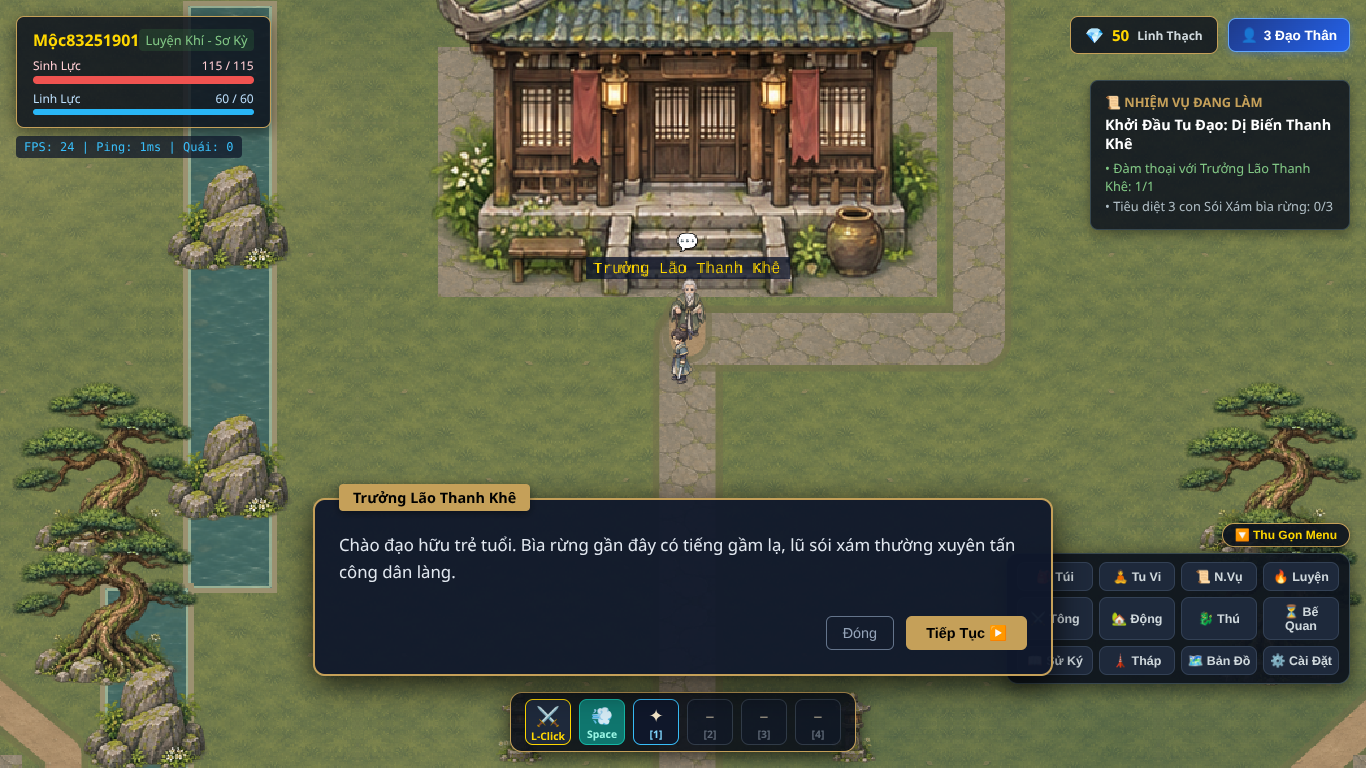 Mộc83251901 Luyện Khí - Sơ Kỳ
Sinh Lực 115 / 115
Linh Lực 60 / 60
FPS: 24 | Ping: 1ms | Quái: 0
50 Linh Thạch
3 Đạo Thân
NHIỆM VỤ ĐANG LÀM
Khởi Đầu Tu Đạo: Dị Biến Thanh
Khê
• Đàm thoại với Trưởng Lão Thanh
Khê: 1/1
• Tiêu diệt 3 con Sói Xám bìa rừng: 0/3
Trưởng Lão Thanh Khê
Trưởng Lão Thanh Khê
Chào đạo hữu trẻ tuổi. Bìa rừng gần đây có tiếng gầm lạ, lũ sói xám thường xuyên tấn
công dân làng.
Đóng
Tiếp Tục
Thu Gọn Menu
Túi Tu Vi N.Vụ Luyện
Tông Động Thú Bế
Quan
Sử Ký Tháp Bản Đồ Cài Đặt
L-Click Space [1] [2] [3] [4]